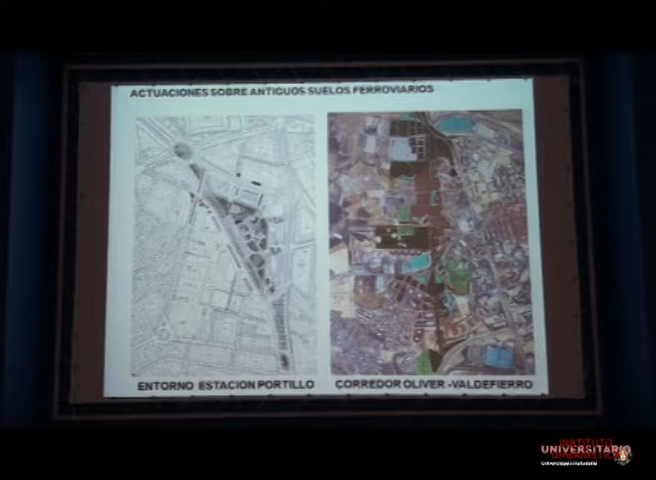 ACTUACIONES SOBRE ANTIGUOS SUELOS FERROVIARIOS
ENTORNO ESTACION PORTILLO
CORREDOR OLIVER -VALDEFIERRO
INSTITUTO
UNIVERSITARIO